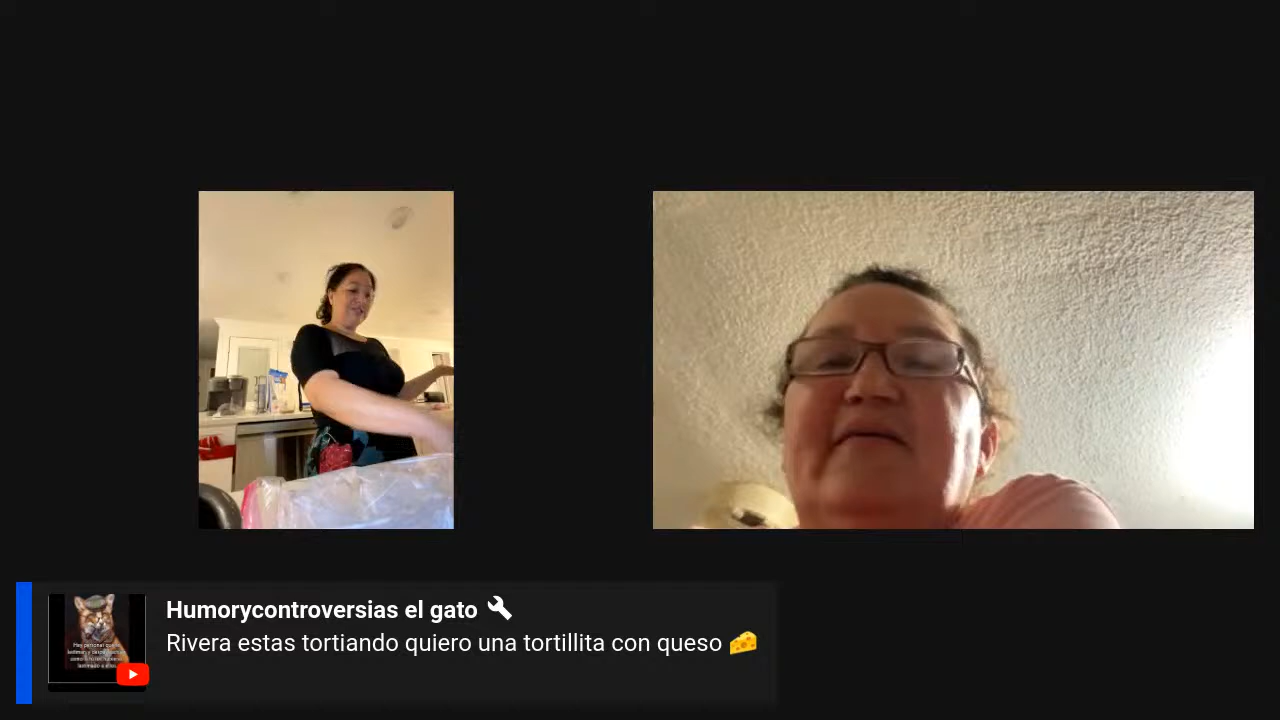 Humorycontroversias el gato
Rivera estas tortiando quiero una tortillita con queso 🧀